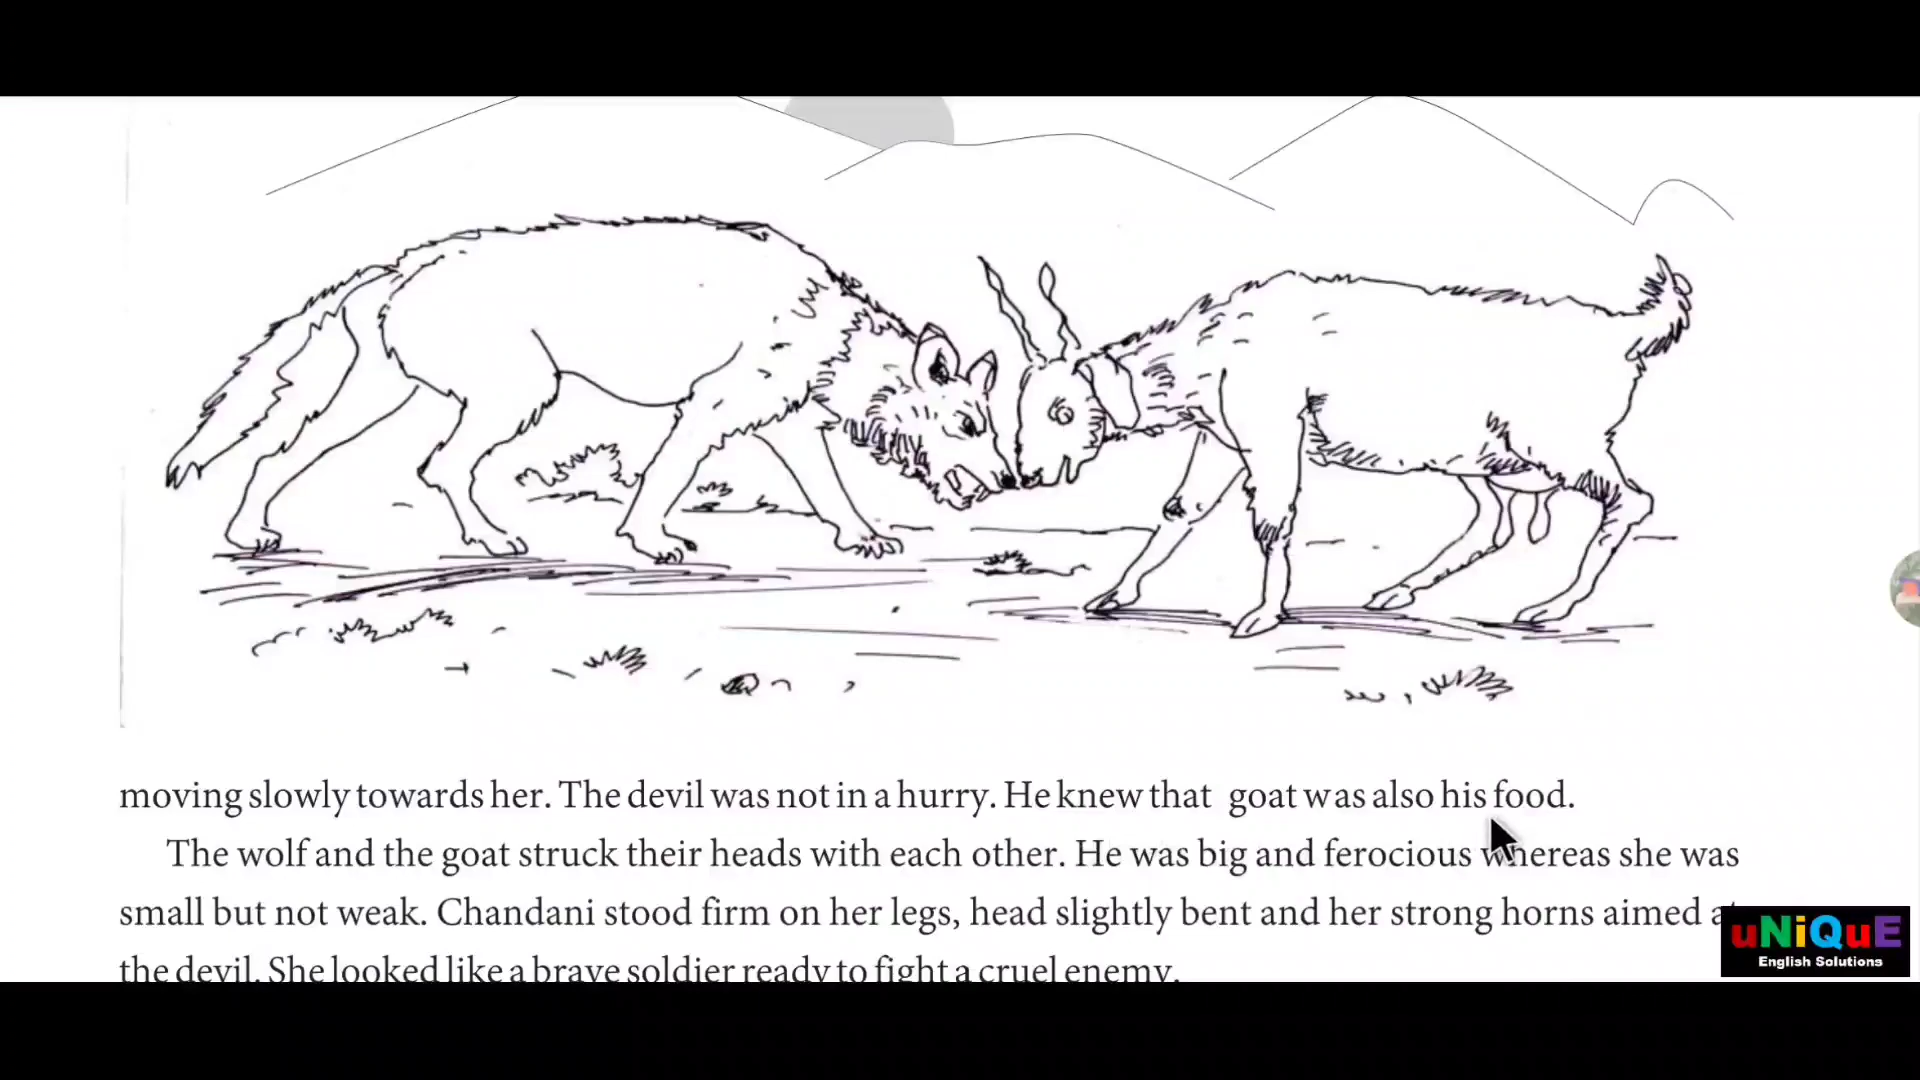 moving slowly towards her. The devil was not in a hurry. He knew that goat was also his food.
The wolf and the goat struck their heads with each other. He was big and ferocious whereas she was
small but not weak. Chandani stood firm on her legs, head slightly bent and her strong horns aimed at
the devil. She looked like a brave soldier ready to fight a cruel enemy.
uNiQuE
English Solutions